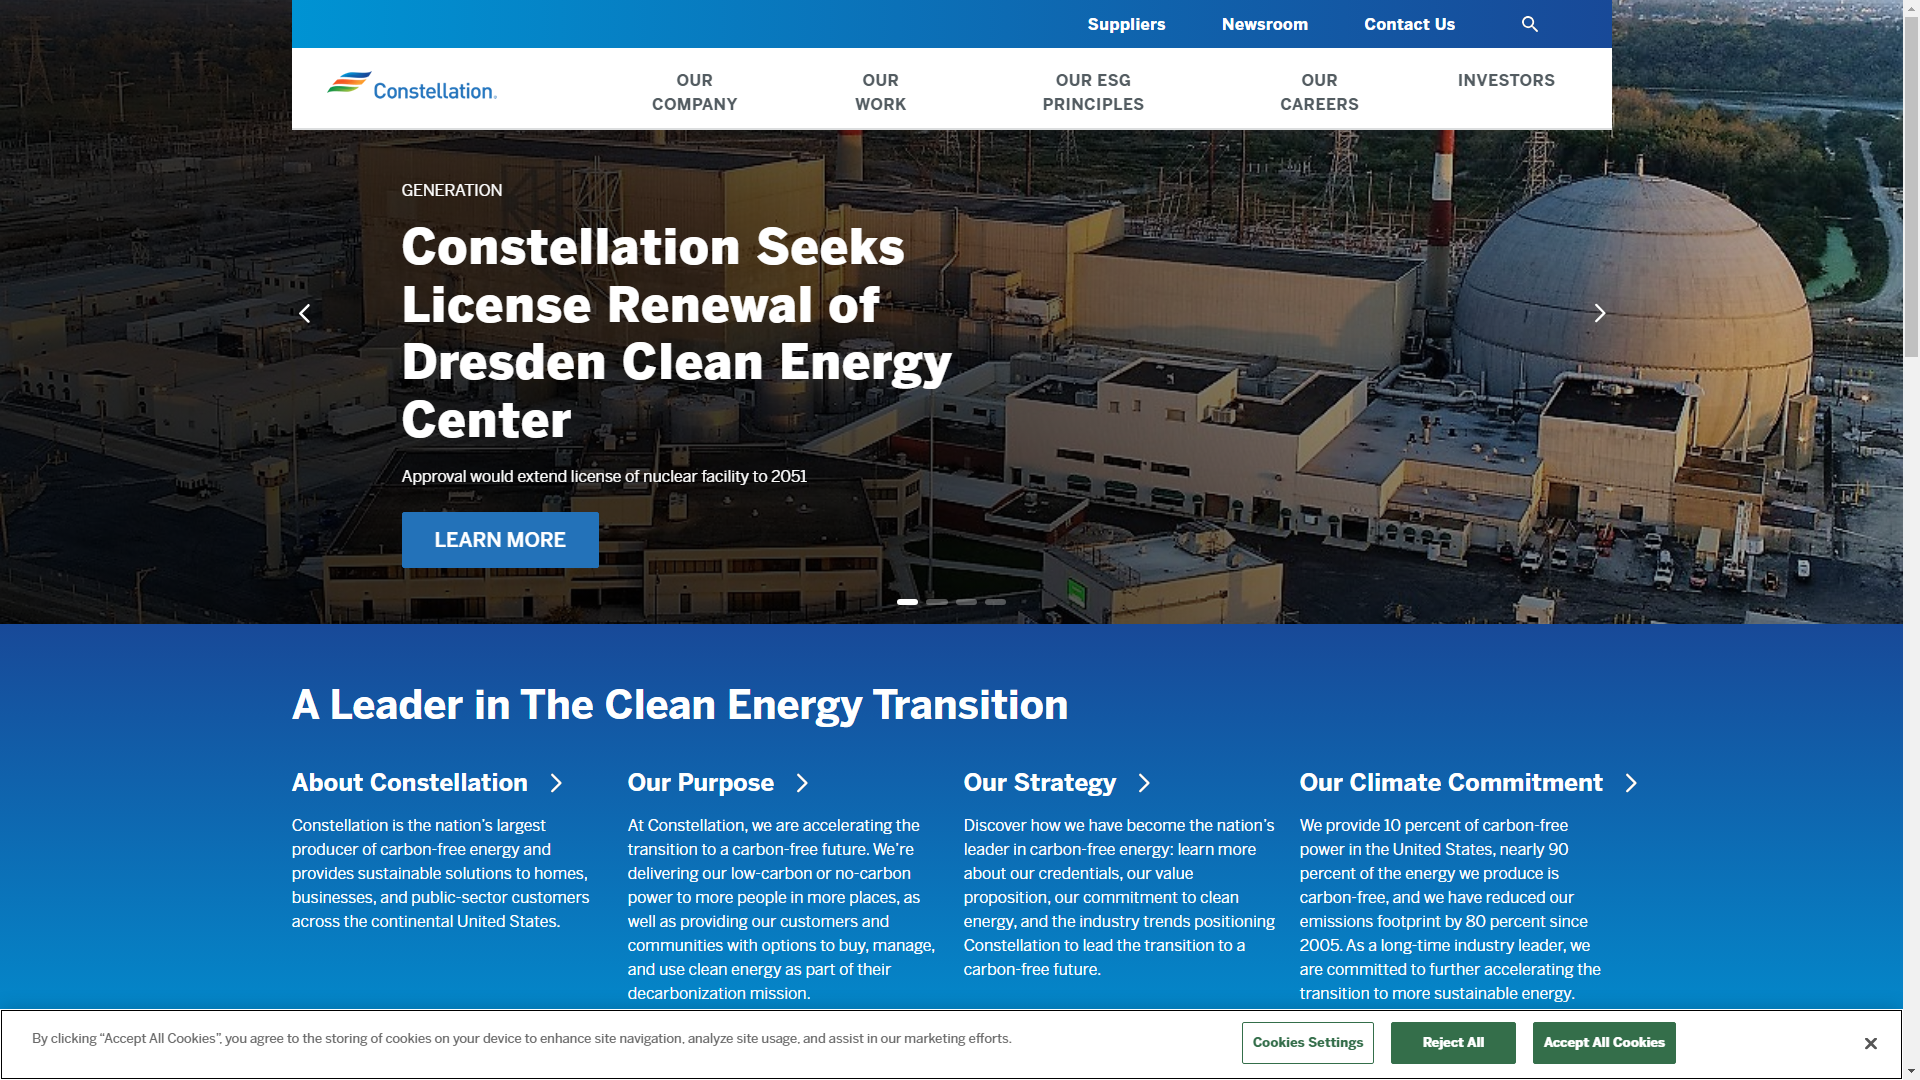 Suppliers
Newsroom
Contact Us
Constellation.
OUR COMPANY
OUR WORK
OUR ESG PRINCIPLES
OUR CAREERS
INVESTORS
GENERATION
Constellation Seeks
License Renewal of
Dresden Clean Energy
Center
Approval would extend license of nuclear facility to 2051
LEARN MORE
A Leader in The Clean Energy Transition
About Constellation
Constellation is the nation’s largest
producer of carbon-free energy and
provides sustainable solutions to homes,
businesses, and public-sector customers
across the continental United States.
Our Purpose
At Constellation, we are accelerating the
transition to a carbon-free future. We’re
delivering our low-carbon or no-carbon
power to more people in more places, as
well as providing our customers and
communities with options to buy, manage,
and use clean energy as part of their
decarbonization mission.
Our Strategy
Discover how we have become the nation’s
leader in carbon-free energy: learn more
about our credentials, our value
proposition, our commitment to clean
energy, and the industry trends positioning
Constellation to lead the transition to a
carbon-free future.
Our Climate Commitment
We provide 10 percent of carbon-free
power in the United States, nearly 90
percent of the energy we produce is
carbon-free, and we have reduced our
emissions footprint by 80 percent since
2005. As a long-time industry leader, we
are committed to further accelerating the
transition to more sustainable energy.
By clicking “Accept All Cookies”, you agree to the storing of cookies on your device to enhance site navigation, analyze site usage, and assist in our marketing efforts.
Cookies Settings
Reject All
Accept All Cookies